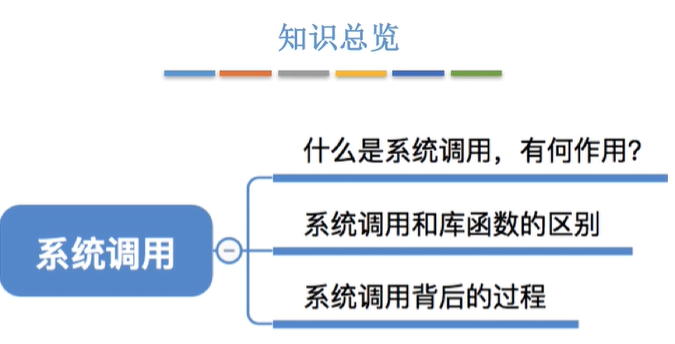 知识总览
什么是系统调用，有何作用？
系统调用和库函数的区别
系统调用
系统调用背后的过程